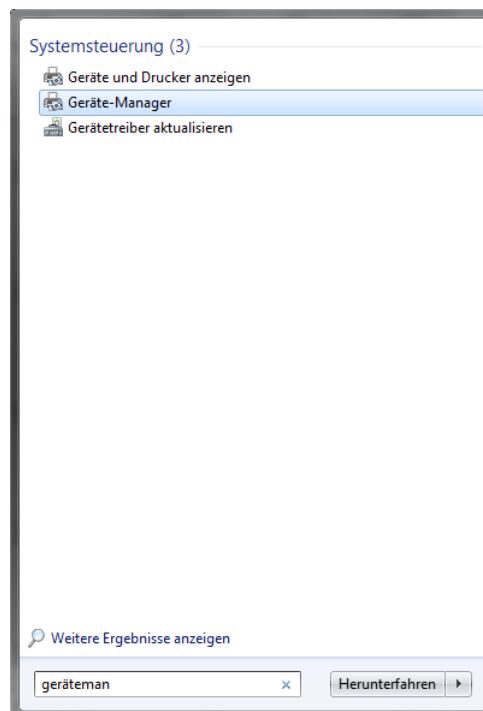 Systemsteuerung (3)
Geräte und Drucker anzeigen
Geräte-Manager
Gerätetreiber aktualisieren
Weitere Ergebnisse anzeigen
geräteman
Herunterfahren